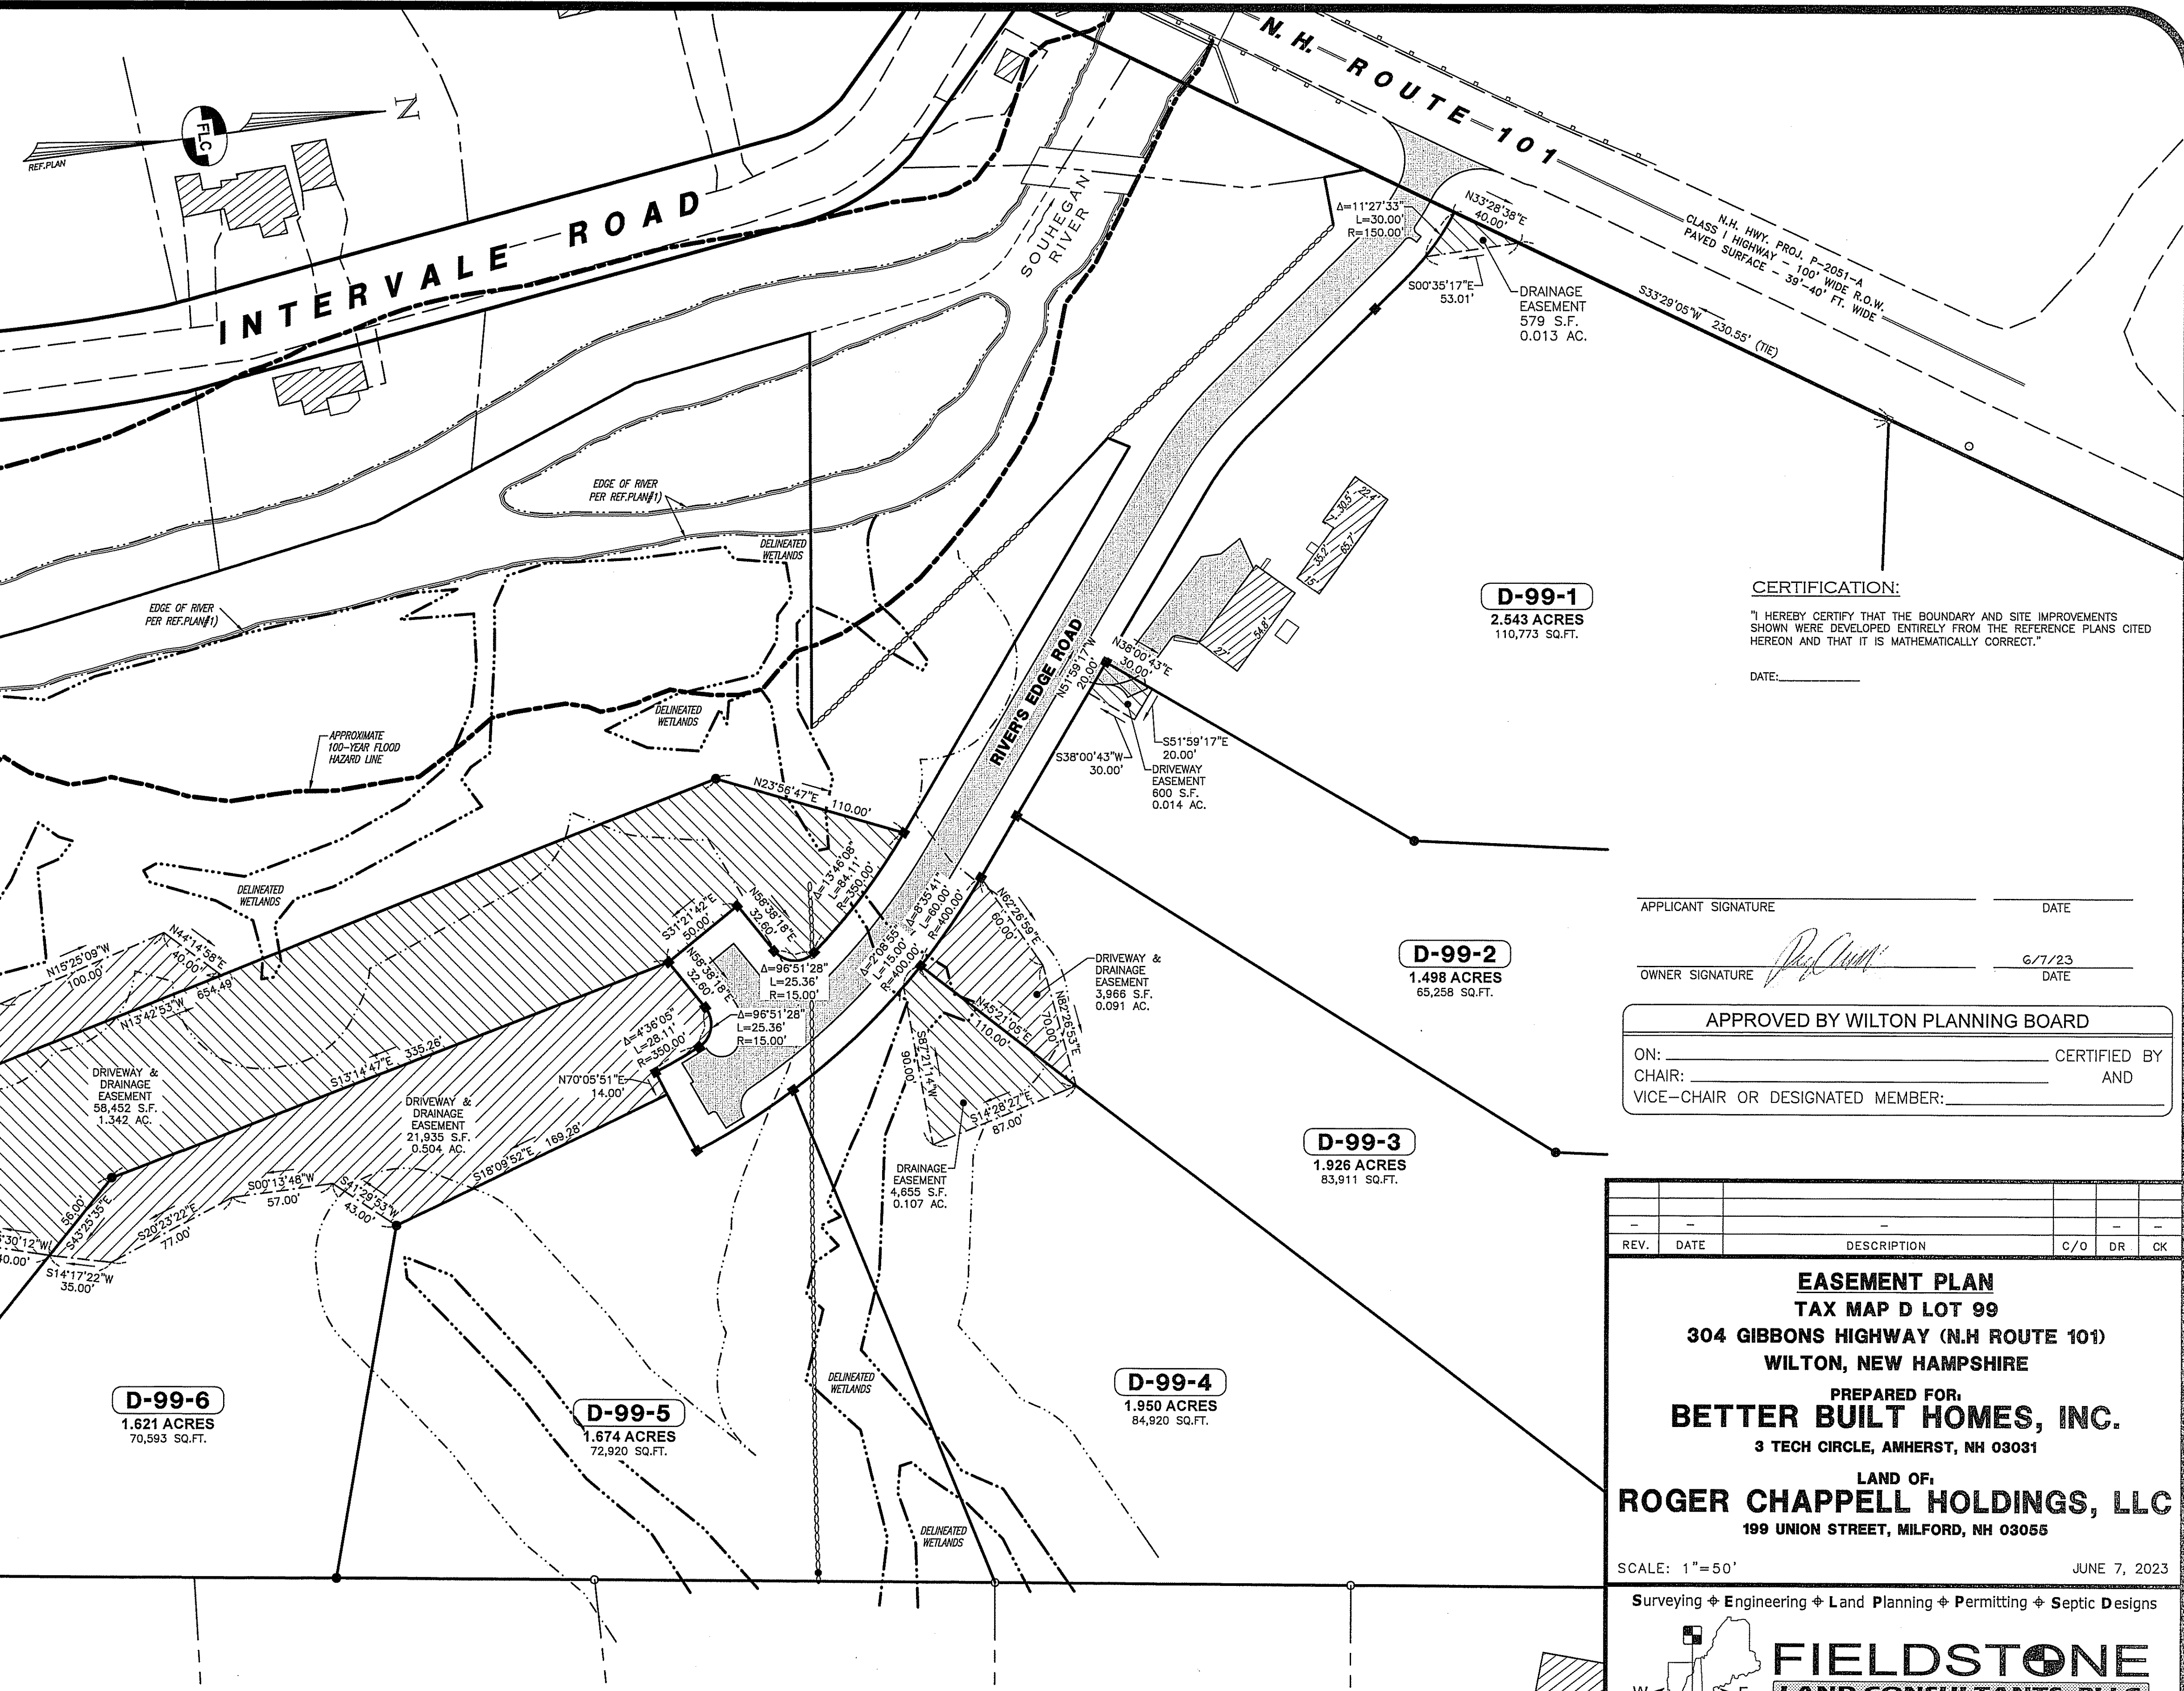 N.H. ROUTE 101
N
FLC
REF.PLAN
INTERVALE ROAD
SOUHEGAN
RIVER
Δ=11°27'33"
L=30.00'
R=150.00'
N33°28'38"E
40.00'
S00°35'17"E
53.01'
DRAINAGE
EASEMENT
579 S.F.
0.013 AC.
N.H. HWY. PROJ. P-2051-A
CLASS I HIGHWAY - 100' WIDE R.O.W.
PAVED SURFACE - 39'-40' FT. WIDE
S33°29'05"W 230.55' (TIE)
EDGE OF RIVER
PER REF.PLAN#1)
DELINEATED
WETLANDS
EDGE OF RIVER
PER REF.PLAN#1)
22.4'
30.5'
35.2'
65.7'
15'
54.8'
27'
D-99-1
2.543 ACRES
110,773 SQ.FT.
CERTIFICATION:
"I HEREBY CERTIFY THAT THE BOUNDARY AND SITE IMPROVEMENTS
SHOWN WERE DEVELOPED ENTIRELY FROM THE REFERENCE PLANS CITED
HEREON AND THAT IT IS MATHEMATICALLY CORRECT."
DATE:
RIVER'S EDGE ROAD
N51°59'17"W
20.00'
N38°00'43"E
30.00'
S51°59'17"E
20.00'
S38°00'43"W
30.00'
DRIVEWAY
EASEMENT
600 S.F.
0.014 AC.
DELINEATED
WETLANDS
APPROXIMATE
100-YEAR FLOOD
HAZARD LINE
N23°56'47"E 110.00'
Δ=13°46'08"
L=84.11'
R=350.00'
DELINEATED
WETLANDS
S31°21'42"E
50.00'
N58°38'18"E
32.60'
N58°38'18"E
32.60'
Δ=96°51'28"
L=25.36'
R=15.00'
Δ=96°51'28"
L=25.36'
R=15.00'
Δ=4°36'05"
L=28.11'
R=350.00'
N70°05'51"E
14.00'
Δ=2°08'55"
L=15.00'
R=400.00'
Δ=8°35'41"
L=60.00'
R=400.00'
N62°26'59"E
60.00'
N82°26'53"E
70.00'
N45°21'05"E
110.00'
S87°21'14"W
90.00'
S14°28'27"E
87.00'
DRIVEWAY &
DRAINAGE
EASEMENT
3,966 S.F.
0.091 AC.
DRAINAGE
EASEMENT
4,655 S.F.
0.107 AC.
D-99-2
1.498 ACRES
65,258 SQ.FT.
APPLICANT SIGNATURE DATE
6/7/23
OWNER SIGNATURE DATE
APPROVED BY WILTON PLANNING BOARD
ON: CERTIFIED BY
CHAIR: AND
VICE-CHAIR OR DESIGNATED MEMBER:
N15°25'09"W
100.00'
N44°14'58"E
40.00'
N13°42'53"W 654.49'
S13°14'47"E 335.26'
DRIVEWAY &
DRAINAGE
EASEMENT
58,452 S.F.
1.342 AC.
DRIVEWAY &
DRAINAGE
EASEMENT
21,935 S.F.
0.504 AC.
S18°09'52"E 169.28'
S41°29'53"W
43.00'
S00°13'48"W
57.00'
S20°23'22"E
77.00'
56.00'
S43°25'35"E
30'12"W
40.00'
S14°17'22"W
35.00'
D-99-3
1.926 ACRES
83,911 SQ.FT.
D-99-4
1.950 ACRES
84,920 SQ.FT.
D-99-5
1.674 ACRES
72,920 SQ.FT.
D-99-6
1.621 ACRES
70,593 SQ.FT.
DELINEATED
WETLANDS
DELINEATED
WETLANDS
- - - - -
REV. DATE DESCRIPTION C/O DR CK
EASEMENT PLAN
TAX MAP D LOT 99
304 GIBBONS HIGHWAY (N.H ROUTE 101)
WILTON, NEW HAMPSHIRE
PREPARED FOR:
BETTER BUILT HOMES, INC.
3 TECH CIRCLE, AMHERST, NH 03031
LAND OF:
ROGER CHAPPELL HOLDINGS, LLC
199 UNION STREET, MILFORD, NH 03055
SCALE: 1"=50' JUNE 7, 2023
Surveying Engineering Land Planning Permitting Septic Designs
FIELDSTONE
LAND CONSULTANTS, PLLC